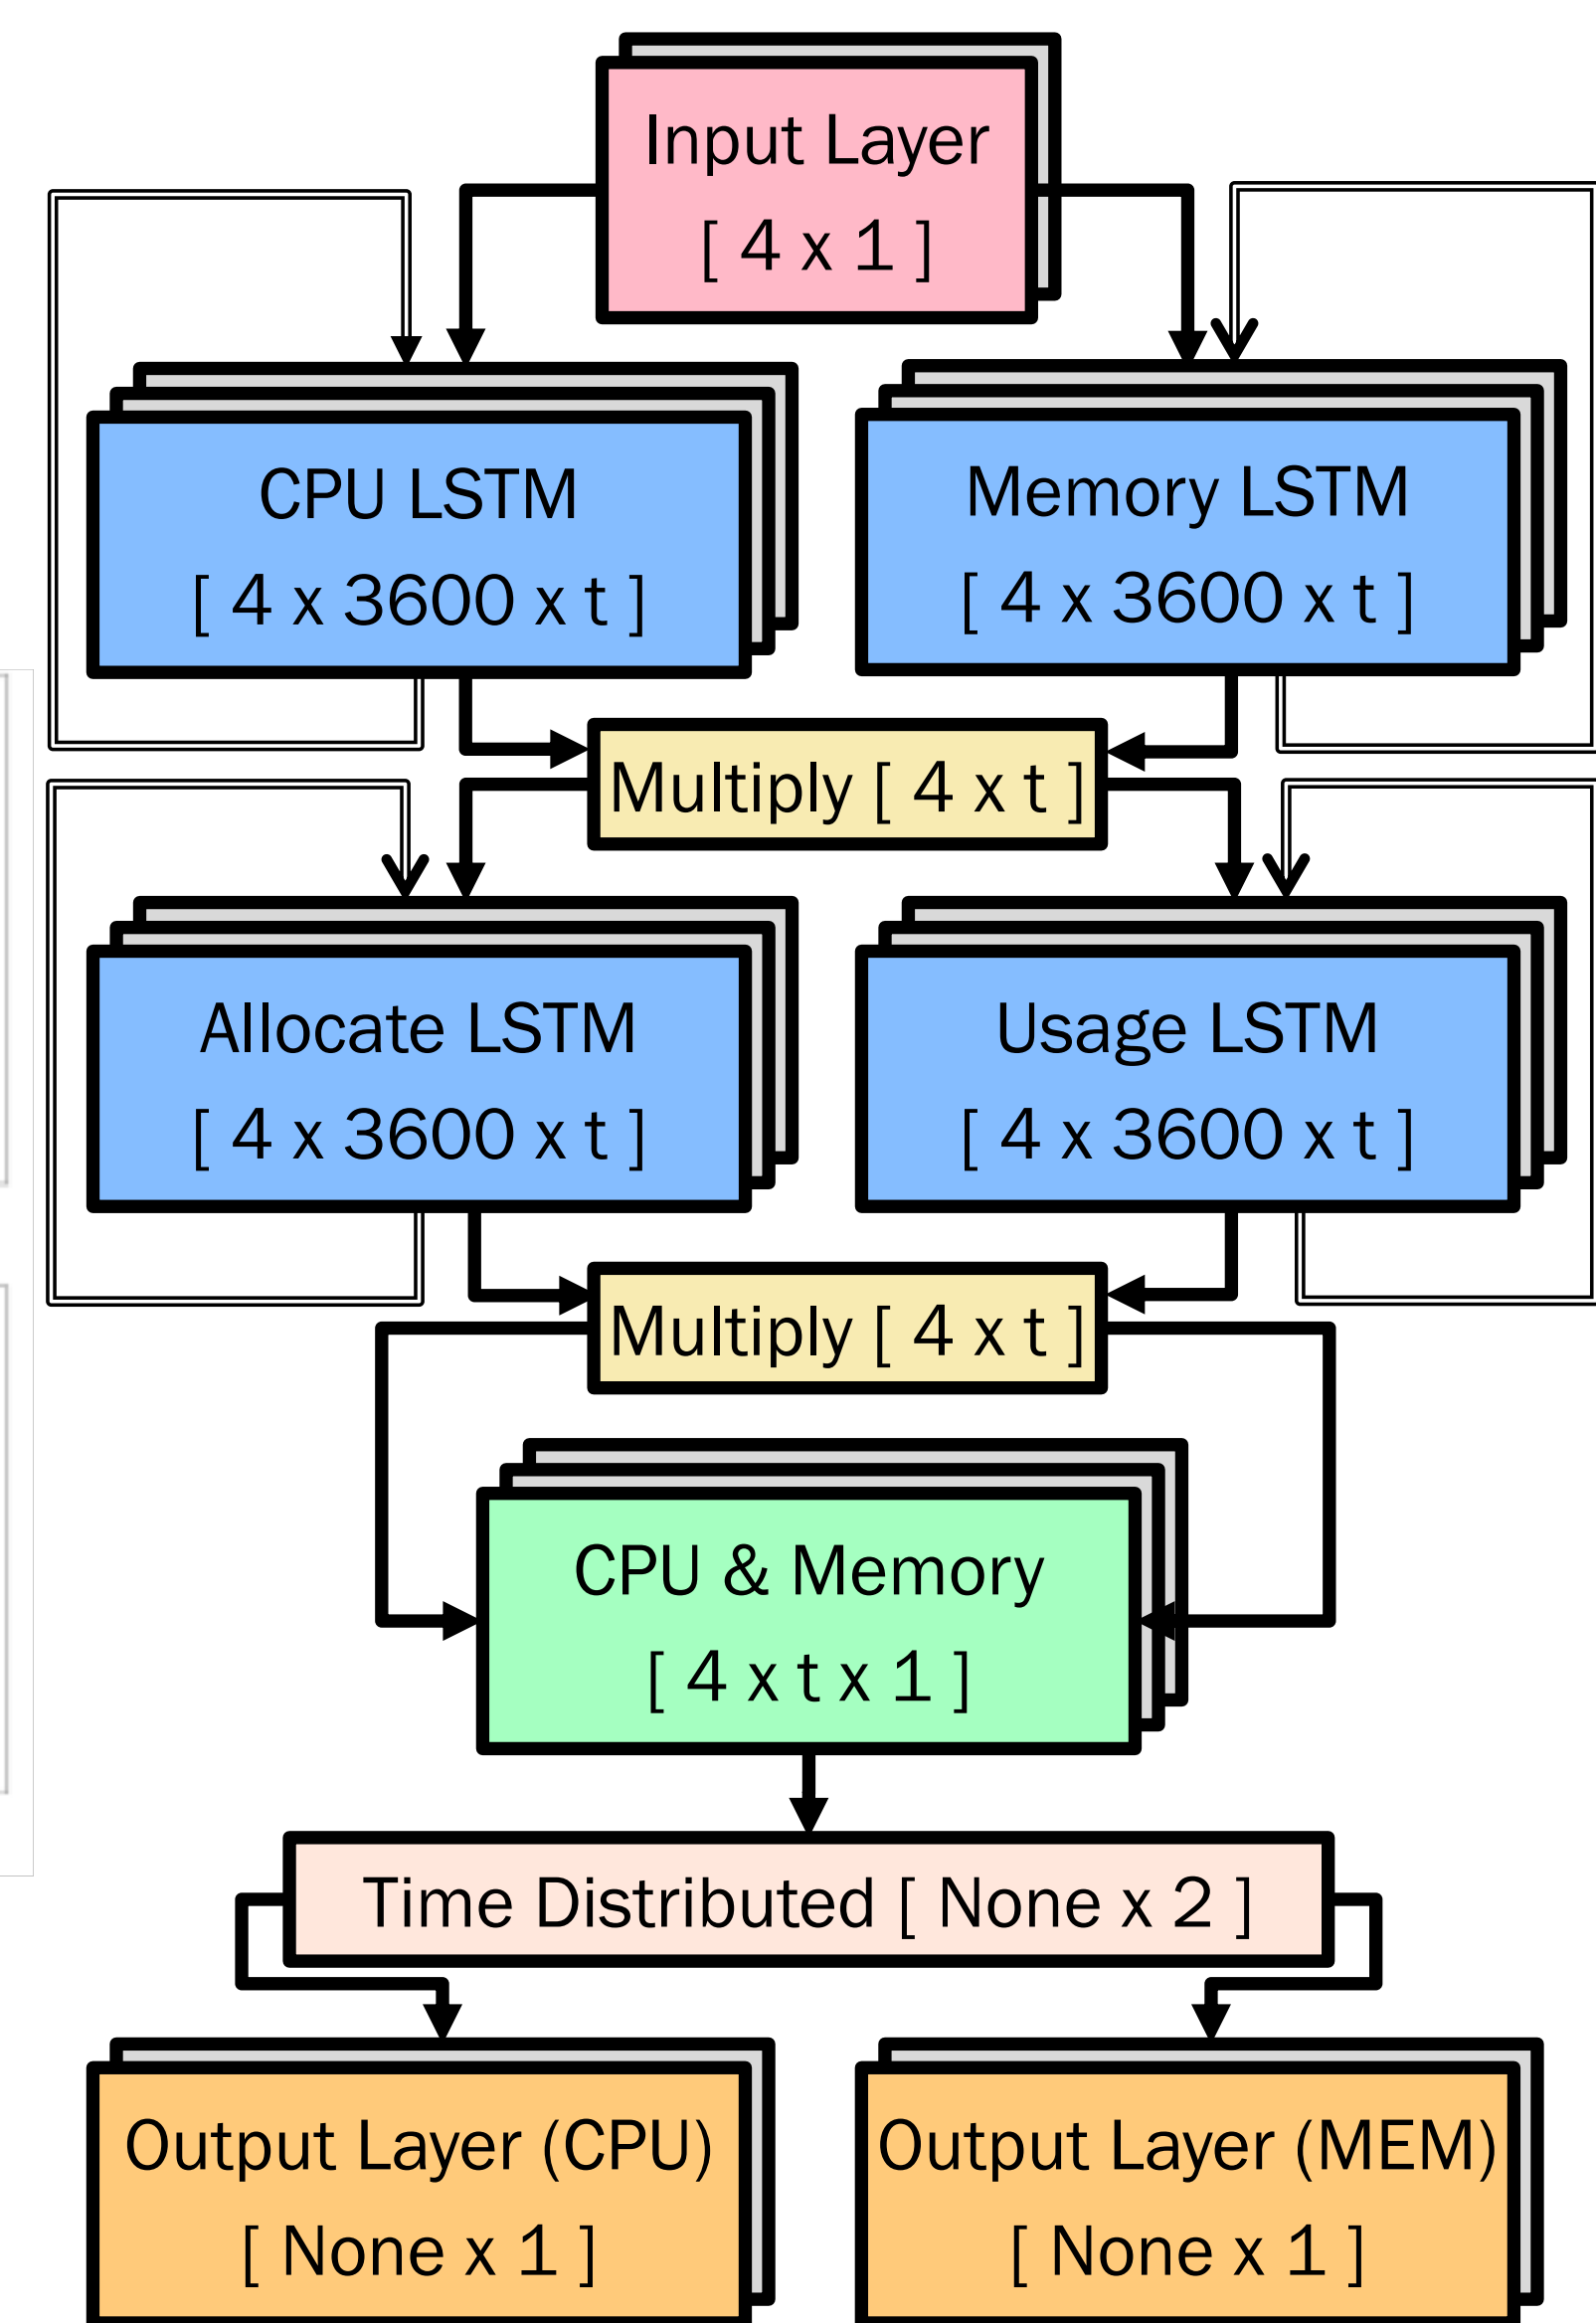 Input Layer
[ 4 x 1 ]
CPU LSTM
[ 4 x 3600 x t ]
Memory LSTM
[ 4 x 3600 x t ]
Multiply [ 4 x t ]
Allocate LSTM
[ 4 x 3600 x t ]
Usage LSTM
[ 4 x 3600 x t ]
Multiply [ 4 x t ]
CPU & Memory
[ 4 x t x 1 ]
Time Distributed [ None x 2 ]
Output Layer (CPU)
[ None x 1 ]
Output Layer (MEM)
[ None x 1 ]